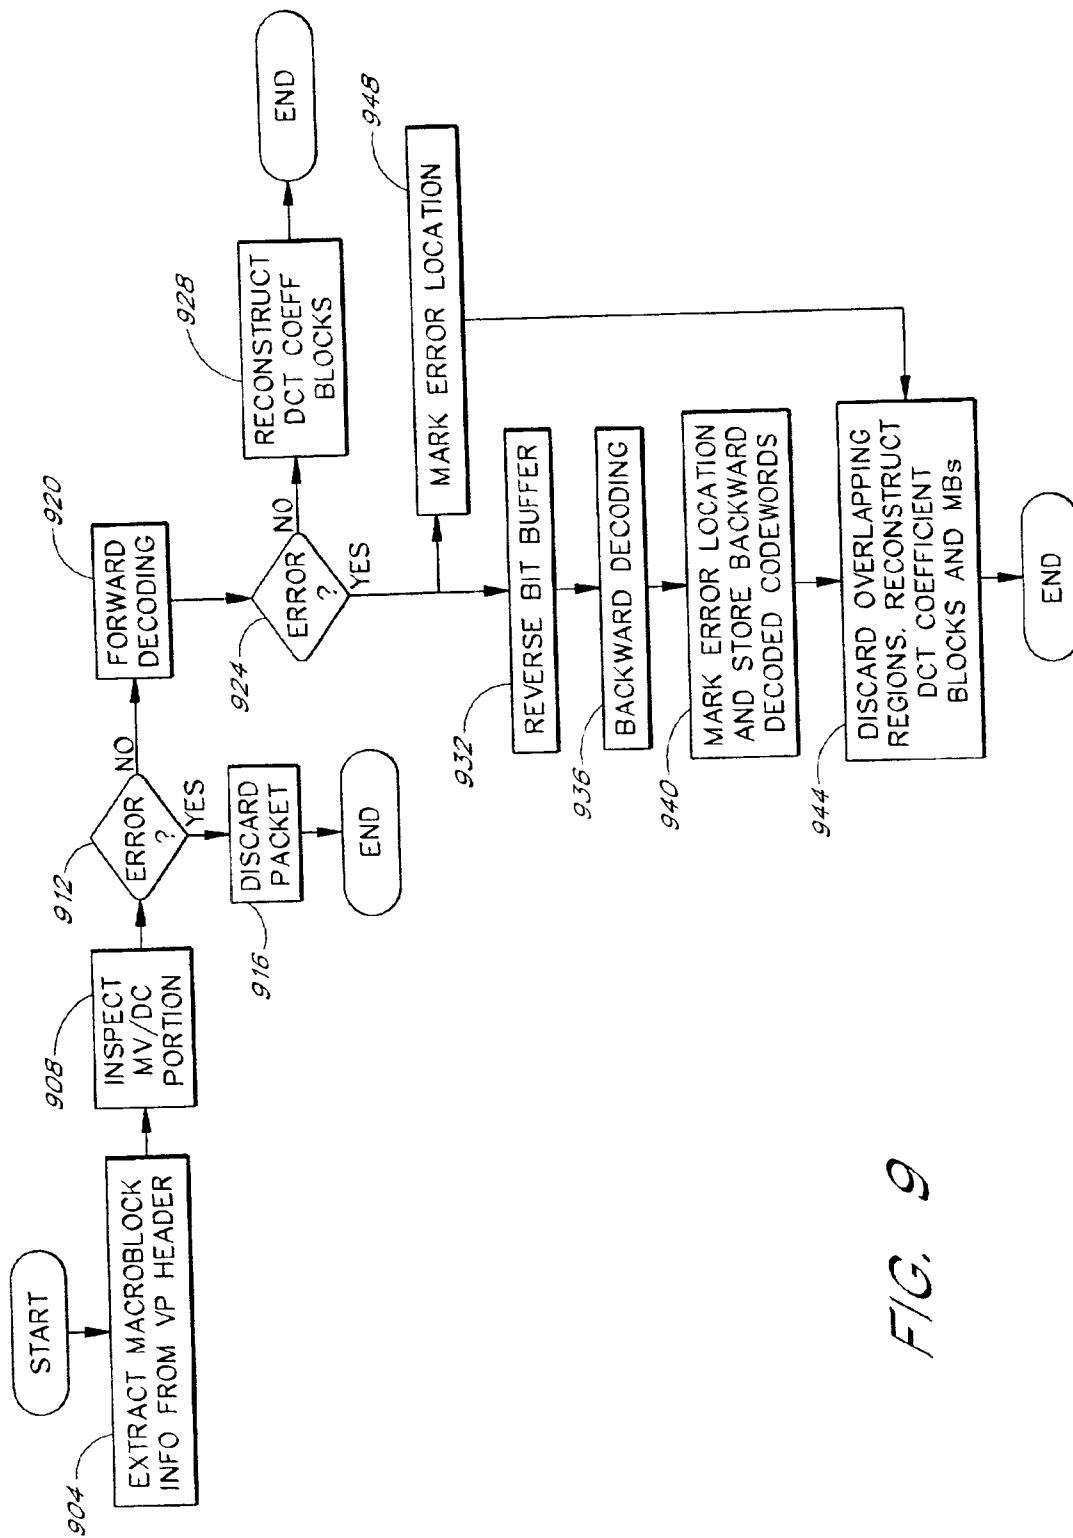 START
904
EXTRACT MACROBLOCK
INFO FROM VP HEADER
908
INSPECT
MV/DC
PORTION
912
ERROR
?
NO
YES
916
DISCARD
PACKET
END
920
FORWARD
DECODING
924
ERROR
?
NO
YES
928
RECONSTRUCT
DCT COEFF
BLOCKS
END
948
MARK ERROR LOCATION
932
REVERSE BIT BUFFER
936
BACKWARD DECODING
940
MARK ERROR LOCATION
AND STORE BACKWARD
DECODED CODEWORDS
944
DISCARD OVERLAPPING
REGIONS. RECONSTRUCT
DCT COEFFICIENT
BLOCKS AND MBs
END
FIG. 9